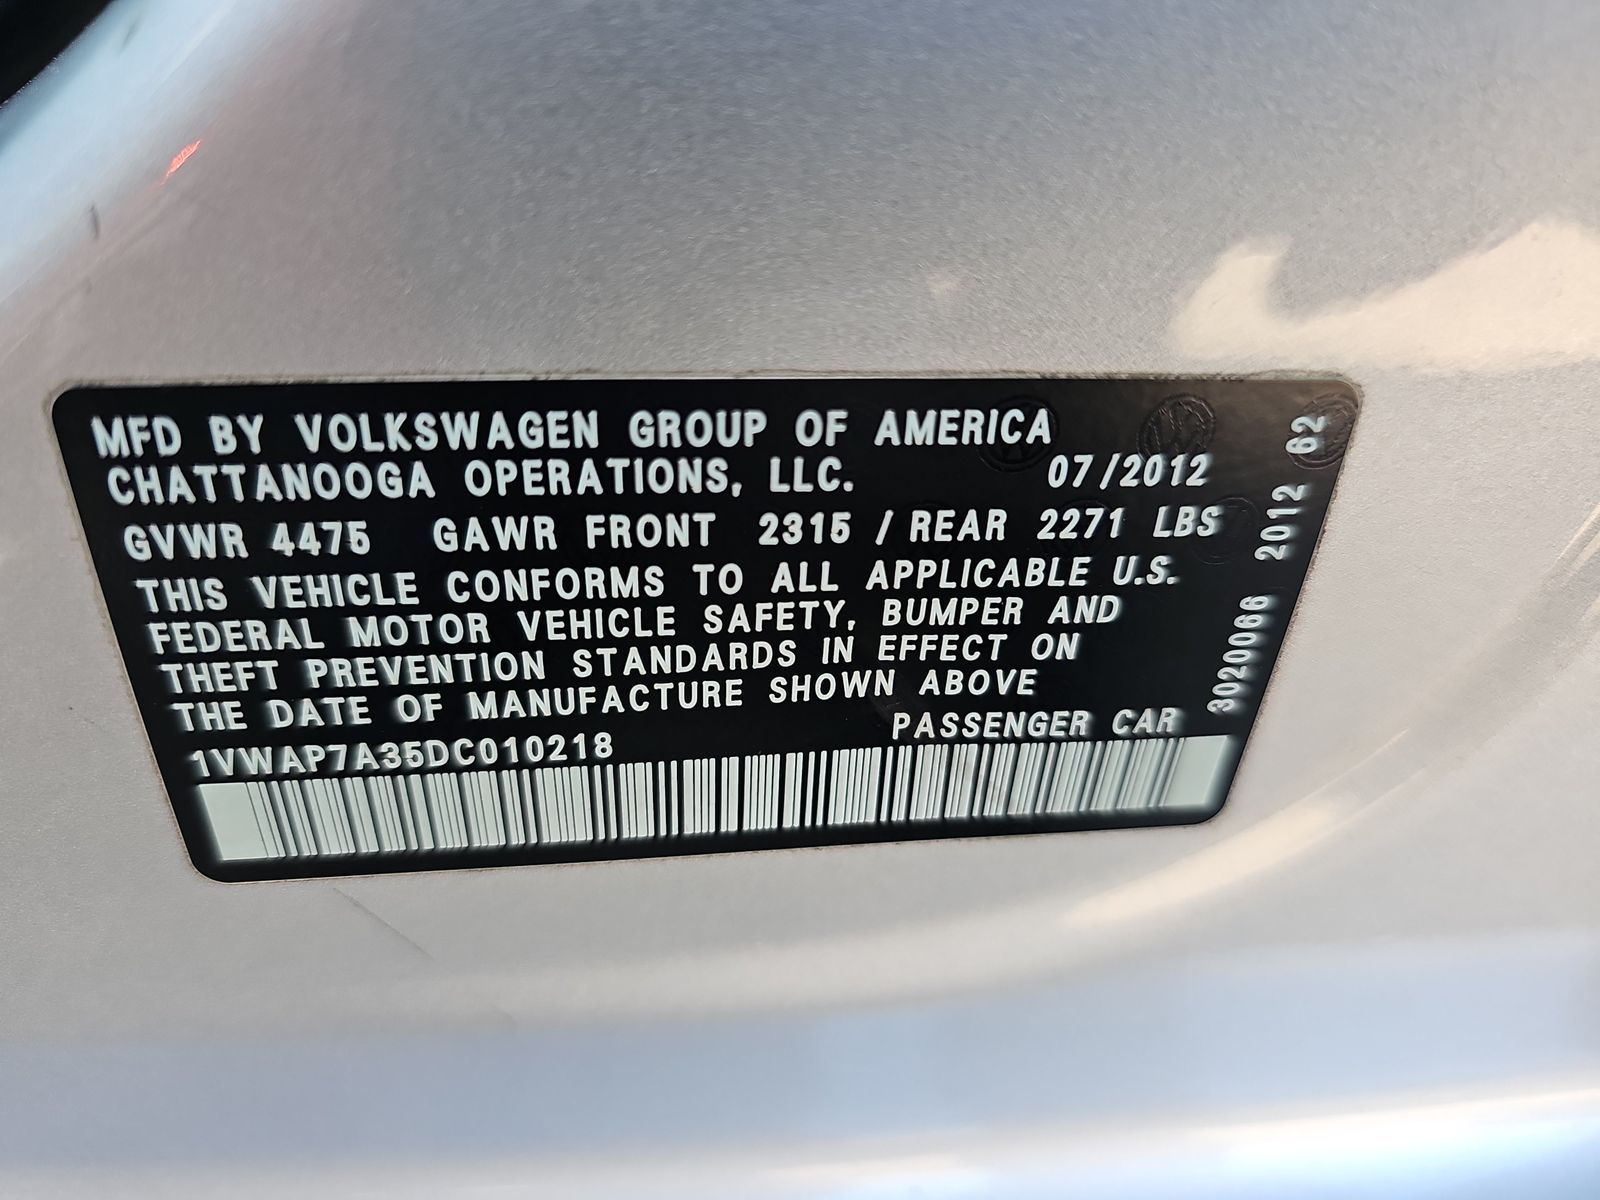 MFD BY VOLKSWAGEN GROUP OF AMERICA
CHATTANOOGA OPERATIONS, LLC. 07/2012
GVWR 4475 GAWR FRONT 2315 / REAR 2271 LBS
THIS VEHICLE CONFORMS TO ALL APPLICABLE U.S.
FEDERAL MOTOR VEHICLE SAFETY, BUMPER AND
THEFT PREVENTION STANDARDS IN EFFECT ON
THE DATE OF MANUFACTURE SHOWN ABOVE
1VWAP7A35DC010218 PASSENGER CAR
3020066 2012 62